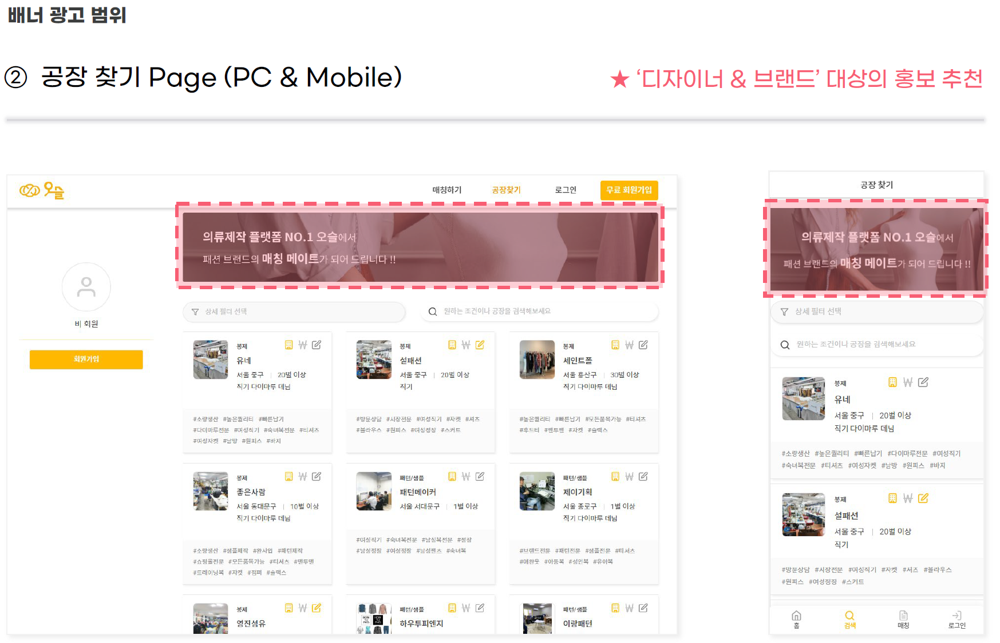 배너 광고 범위
② 공장 찾기 Page (PC & Mobile)
★ ‘디자이너 & 브랜드’ 대상의 홍보 추천
오슬
매칭하기
공장찾기
로그인
무료 회원가입
의류제작 플랫폼 NO.1 오슬에서
패션 브랜드의 매칭 메이트가 되어 드립니다 !!
비 회원
회원가입
상세 필터 선택
원하는 조건이나 공장을 검색해보세요
봉제
유네
서울 중구 | 20벌 이상
직기 다이마루 데님
#소량생산 #높은퀄리티 #빠른납기
#다이마루전문 #여성직기 #숙녀복전문 #티셔츠
#여성자켓 #남방 #원피스 #바지
봉제
설패션
서울 중구 | 20벌 이상
직기
#방문상담 #시장전문 #여성직기 #자켓 #셔츠
#블라우스 #원피스 #여성정장 #스커트
봉제
세인트폴
서울 용산구 | 30벌 이상
직기 다이마루 데님
#높은퀄리티 #빠른납기 #모든품목가능 #티셔츠
#후드티 #맨투맨 #자켓 #슬랙스
봉제
좋은사람
서울 동대문구 | 10벌 이상
직기 다이마루 데님
#소량생산 #샘플제작 #완사입 #패턴제작
#쇼핑몰전문 #모든품목가능 #티셔츠 #맨투맨
#트레이닝복 #자켓 #점퍼 #슬랙스
패턴/샘플
패턴메이커
서울 서대문구 | 1벌 이상
#여성직기 #숙녀복전문 #남성복전문 #정장
#남성정장 #여성정장 #남성팬츠 #숙녀복
패턴/샘플
제이기획
서울 종로구 | 1벌 이상
직기 다이마루 데님
#브랜드전문 #패턴전문 #샘플전문 #티셔츠
#애완옷 #아동복 #성인복 #유아복
봉제
영진섬유
패턴/샘플
하우투피엔지
패턴/샘플
이랑패턴
공장 찾기
의류제작 플랫폼 NO.1 오슬에서
패션 브랜드의 매칭 메이트가 되어 드립니다 !!
상세 필터 선택
원하는 조건이나 공장을 검색해보세요
봉제
유네
서울 중구 | 20벌 이상
직기 다이마루 데님
#소량생산 #높은퀄리티 #빠른납기 #다이마루전문 #여성직기
#숙녀복전문 #티셔츠 #여성자켓 #남방 #원피스 #바지
봉제
설패션
서울 중구 | 20벌 이상
직기
#방문상담 #시장전문 #여성직기 #자켓 #셔츠 #블라우스
#원피스 #여성정장 #스커트
홈
검색
매칭
로그인